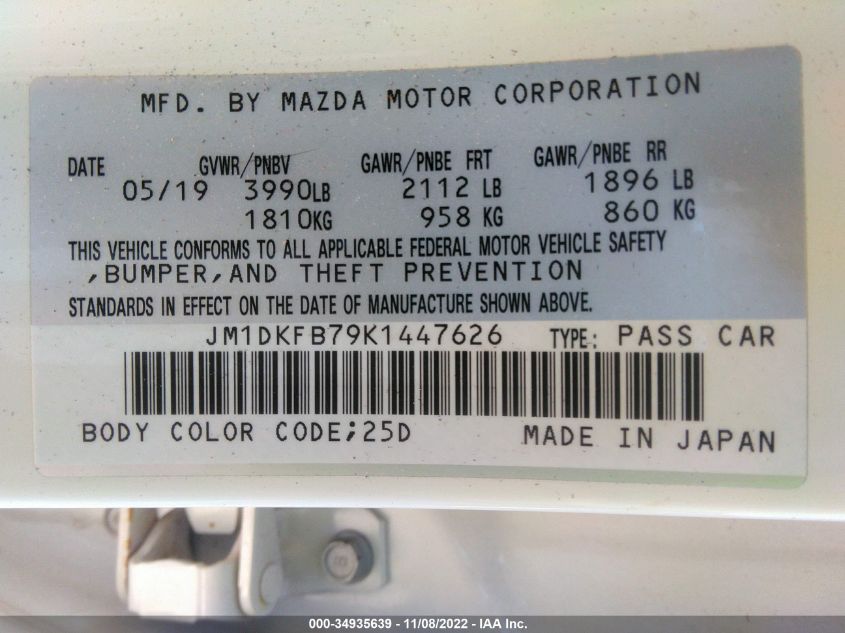 MFD. BY MAZDA MOTOR CORPORATION
DATE GVWR/PNBV GAWR/PNBE FRT GAWR/PNBE RR
05/19 3990LB 2112 LB 1896 LB
1810KG 958 KG 860 KG
THIS VEHICLE CONFORMS TO ALL APPLICABLE FEDERAL MOTOR VEHICLE SAFETY
,BUMPER,AND THEFT PREVENTION
STANDARDS IN EFFECT ON THE DATE OF MANUFACTURE SHOWN ABOVE.
JM1DKFB79K1447626 TYPE: PASS CAR
BODY COLOR CODE;25D MADE IN JAPAN
000-34935639 - 11/08/2022 - IAA Inc.